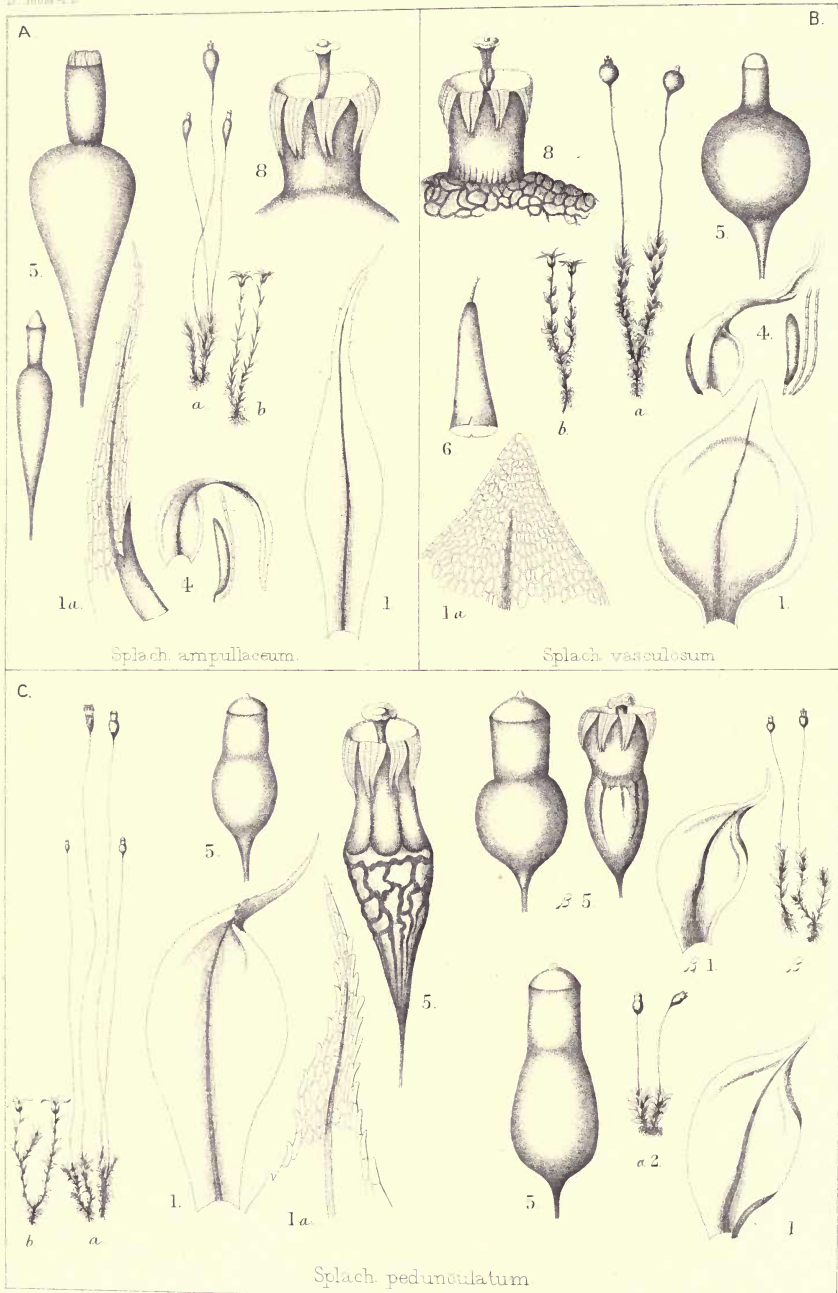 A.
B.
8
8
5.
5.
a
b
4.
b.
a
6
4
1a.
1
1a
1.
Splach. ampullaceum.
Splach. vasculosum
C.
5.
β 5
β 1.
β
5.
a 2.
b
a
1.
1a.
5
1
Splach. pedunculatum.